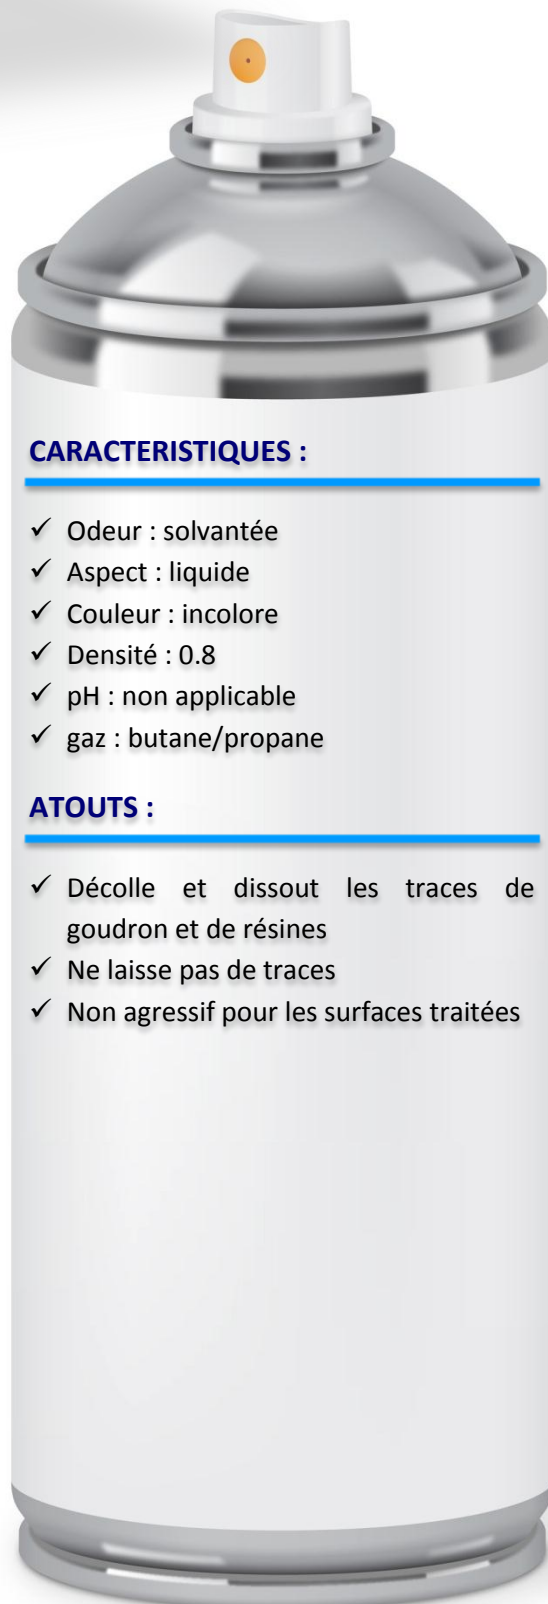 CARACTERISTIQUES :
✓ Odeur : solvantée
✓ Aspect : liquide
✓ Couleur : incolore
✓ Densité : 0.8
✓ pH : non applicable
✓ gaz : butane/propane
ATOUTS :
✓ Décolle et dissout les traces de
goudron et de résines
✓ Ne laisse pas de traces
✓ Non agressif pour les surfaces traitées